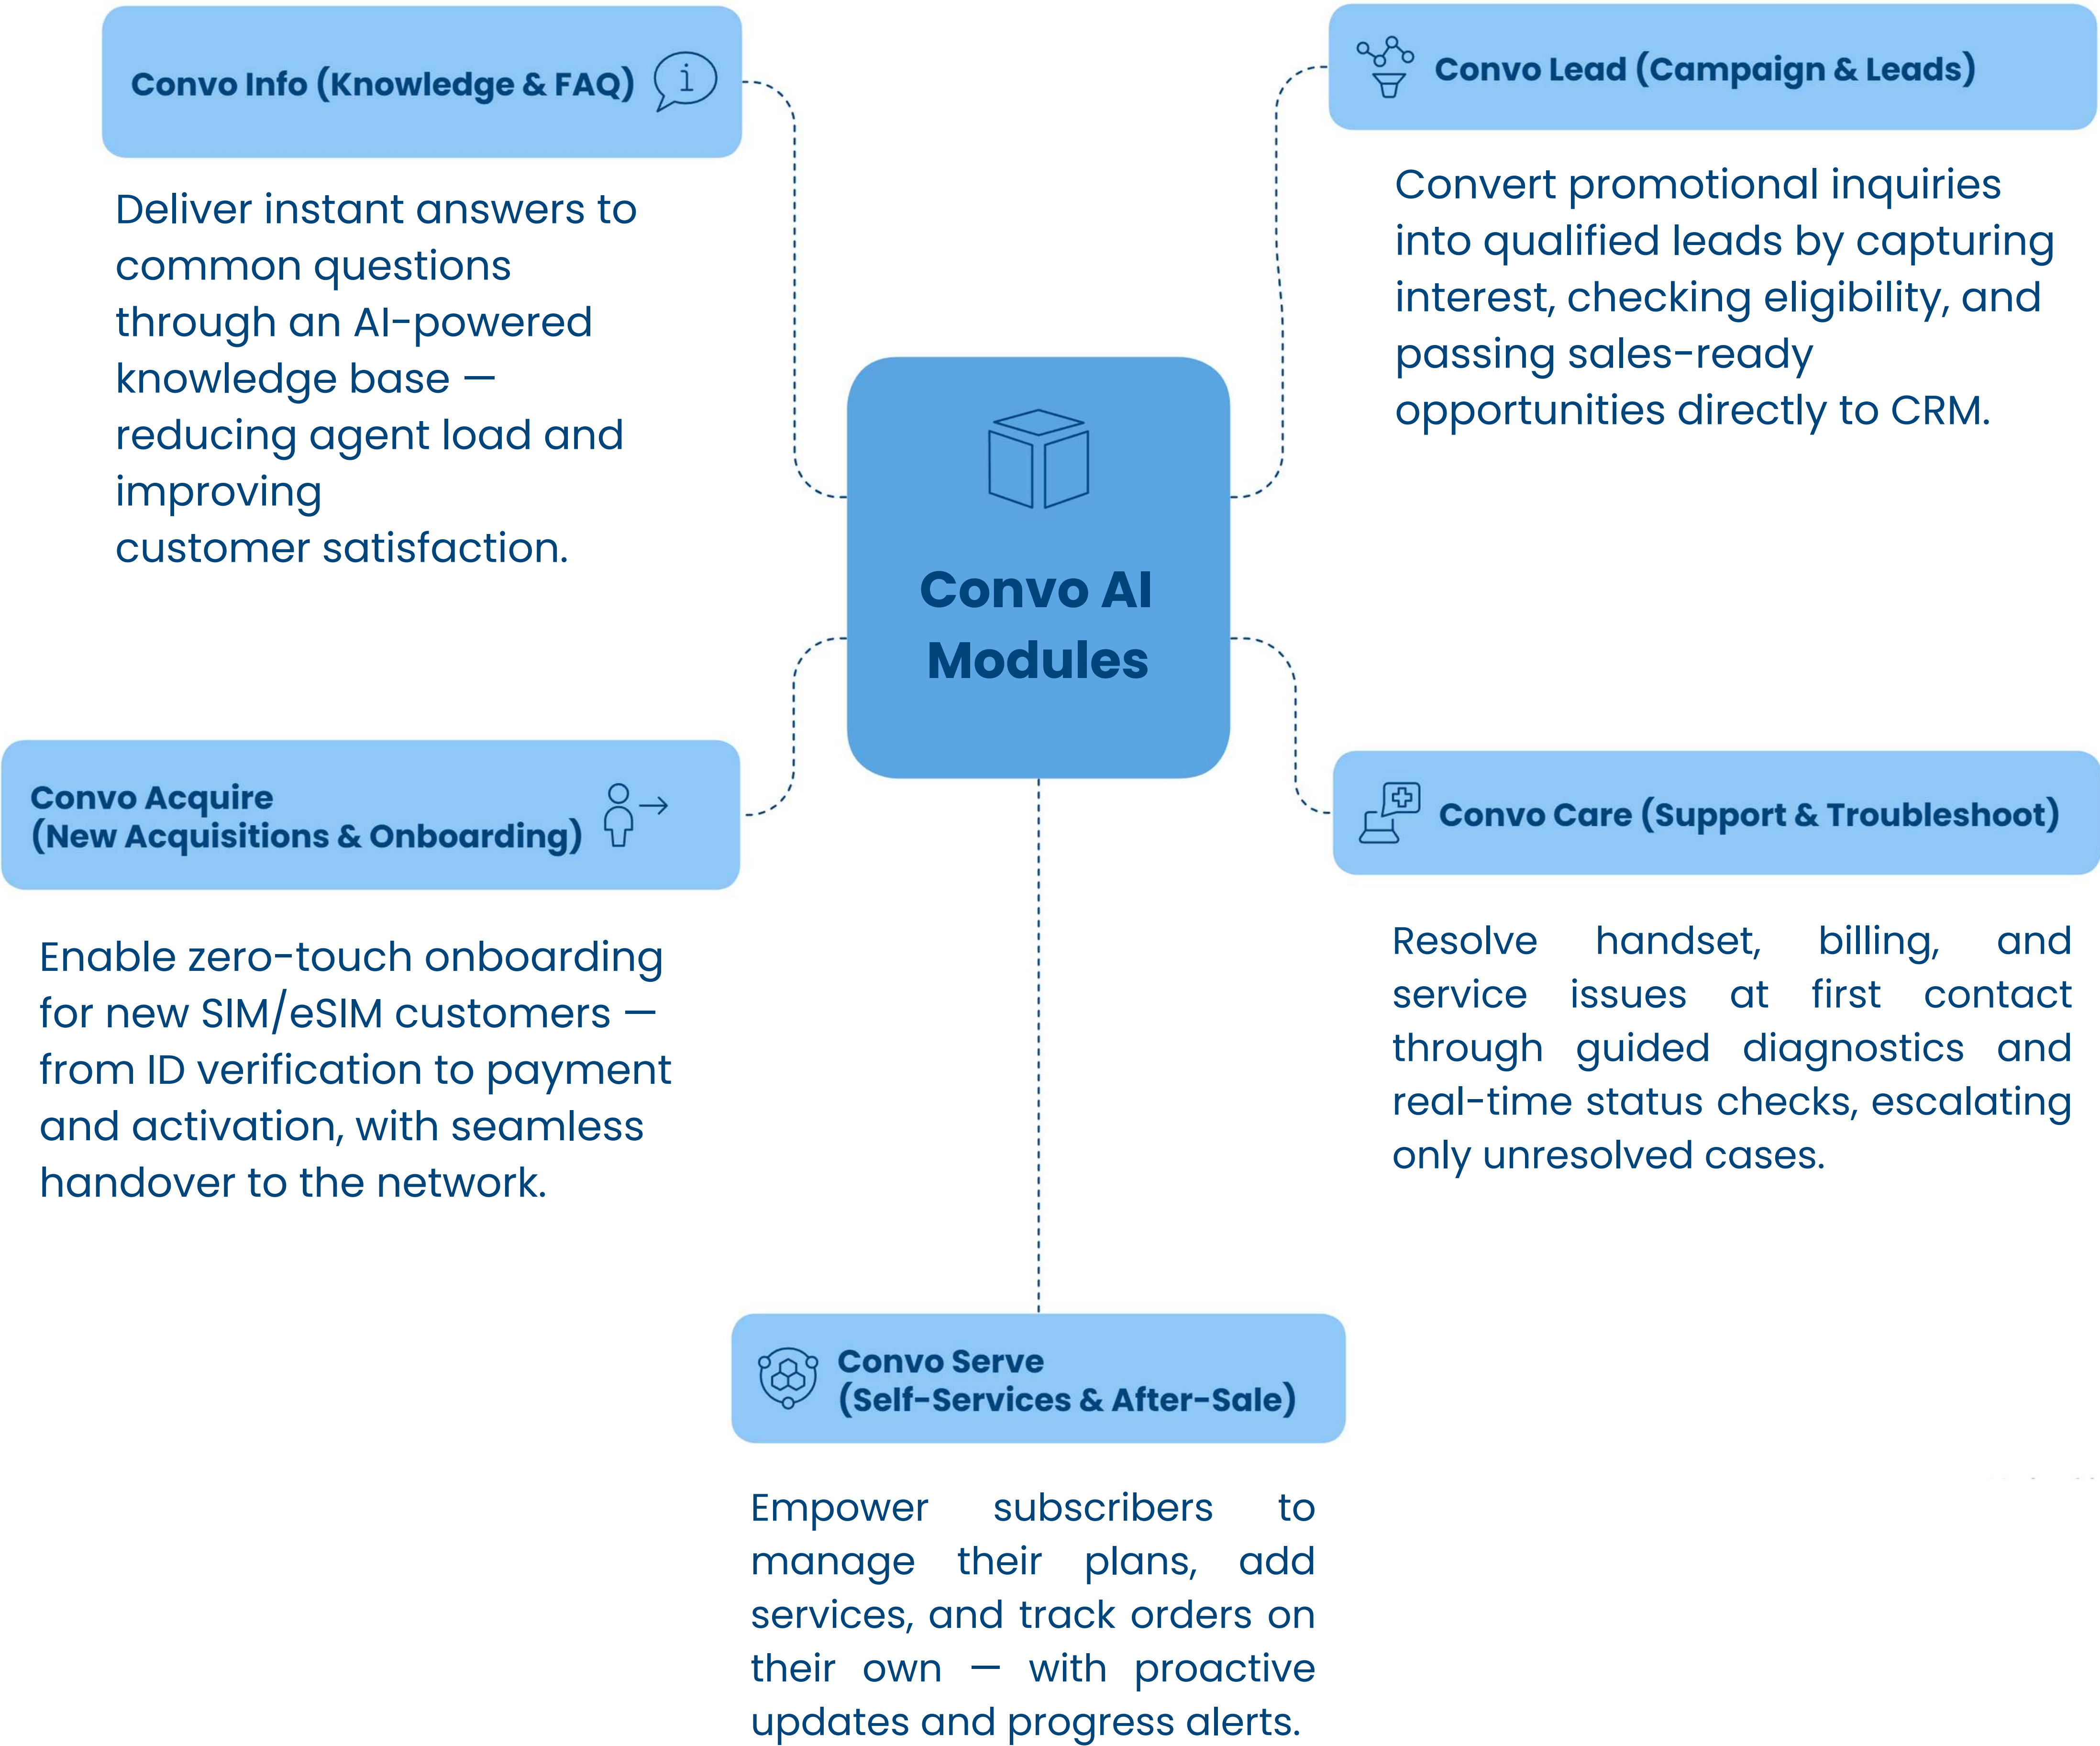 Convo Info (Knowledge & FAQ)
Deliver instant answers to
common questions
through an AI-powered
knowledge base —
reducing agent load and
improving
customer satisfaction.
Convo Lead (Campaign & Leads)
Convert promotional inquiries
into qualified leads by capturing
interest, checking eligibility, and
passing sales-ready
opportunities directly to CRM.
Convo AI
Modules
Convo Acquire
(New Acquisitions & Onboarding)
Enable zero-touch onboarding
for new SIM/eSIM customers —
from ID verification to payment
and activation, with seamless
handover to the network.
Convo Care (Support & Troubleshoot)
Resolve handset, billing, and
service issues at first contact
through guided diagnostics and
real-time status checks, escalating
only unresolved cases.
Convo Serve
(Self-Services & After-Sale)
Empower subscribers to
manage their plans, add
services, and track orders on
their own — with proactive
updates and progress alerts.